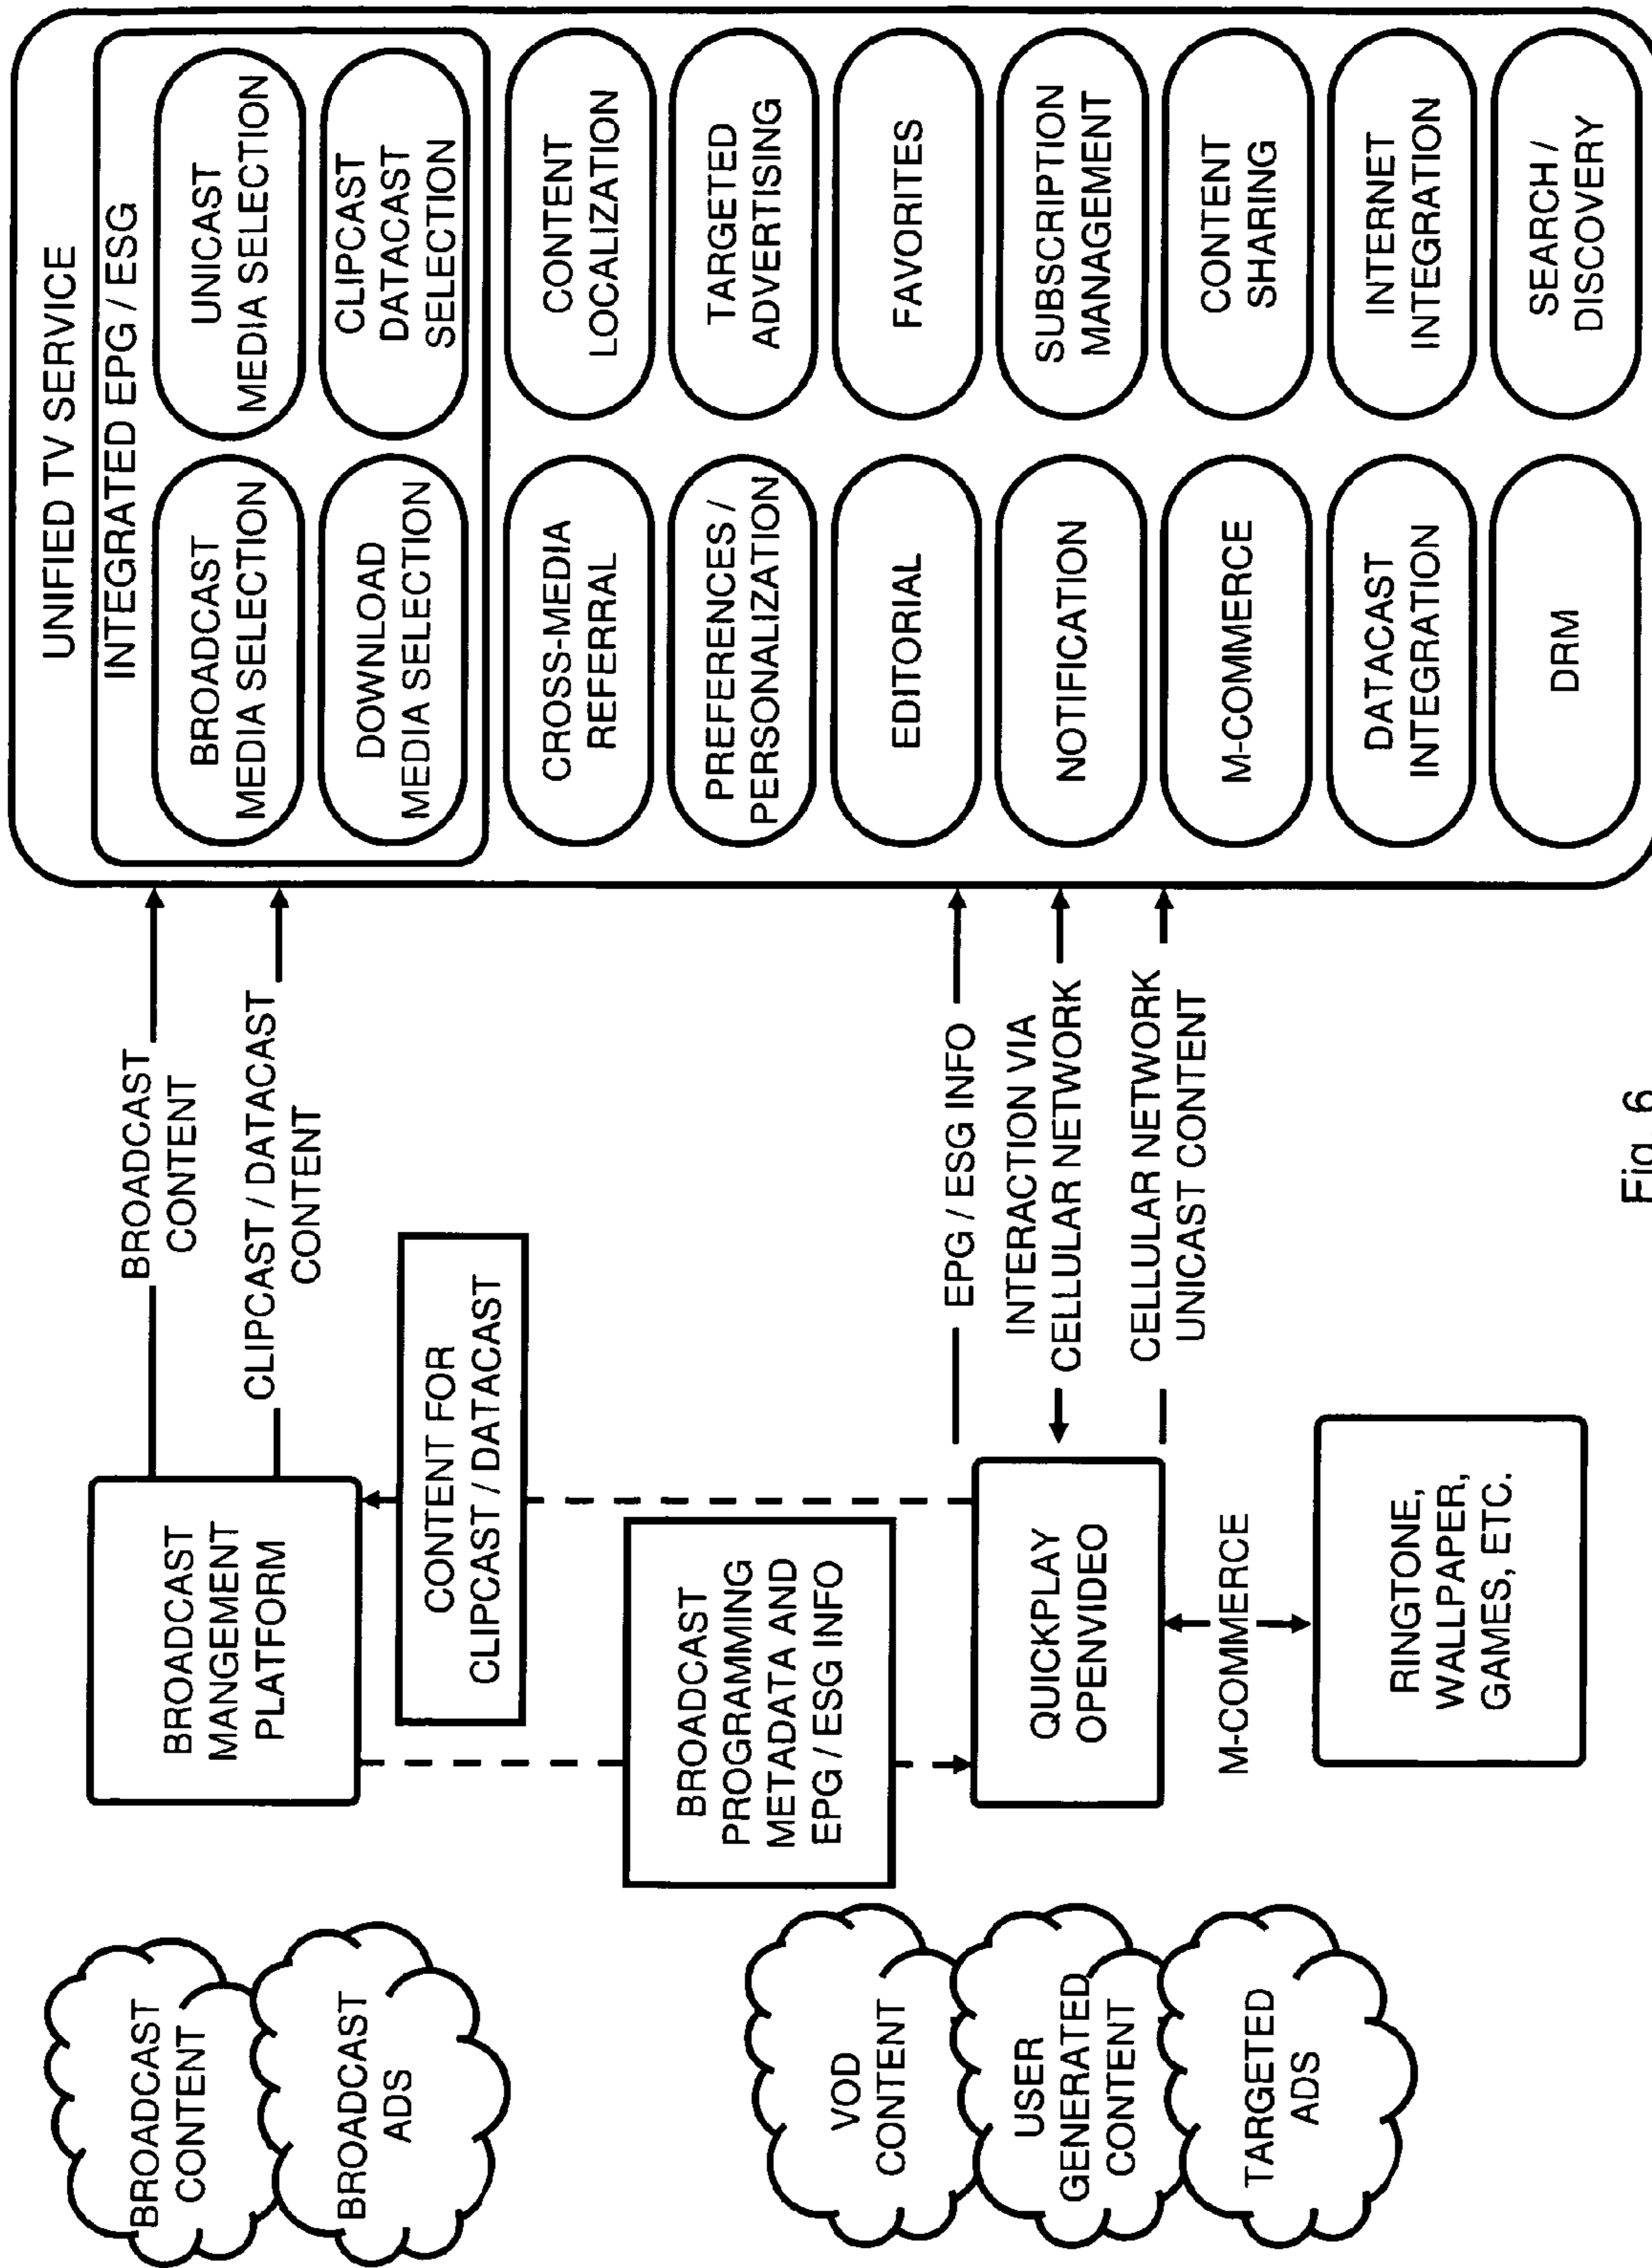 BROADCAST
CONTENT
BROADCAST
ADS
VOD
CONTENT
USER
GENERATED
CONTENT
TARGETED
ADS
BROADCAST
MANGEMENT
PLATFORM
CONTENT FOR
CLIPCAST / DATACAST
BROADCAST
PROGRAMMING
METADATA AND
EPG / ESG INFO
QUICKPLAY
OPENVIDEO
M-COMMERCE
RINGTONE,
WALLPAPER,
GAMES, ETC.
BROADCAST
CONTENT
CLIPCAST / DATACAST
CONTENT
EPG / ESG INFO
INTERACTION VIA
CELLULAR NETWORK
CELLULAR NETWORK
UNICAST CONTENT
UNIFIED TV SERVICE
INTEGRATED EPG / ESG
BROADCAST
MEDIA SELECTION
UNICAST
MEDIA SELECTION
DOWNLOAD
MEDIA SELECTION
CLIPCAST
DATACAST
SELECTION
CROSS-MEDIA
REFERRAL
CONTENT
LOCALIZATION
PREFERENCES /
PERSONALIZATION
TARGETED
ADVERTISING
EDITORIAL
FAVORITES
NOTIFICATION
SUBSCRIPTION
MANAGEMENT
M-COMMERCE
CONTENT
SHARING
DATACAST
INTEGRATION
INTERNET
INTEGRATION
DRM
SEARCH /
DISCOVERY
Fig. 6